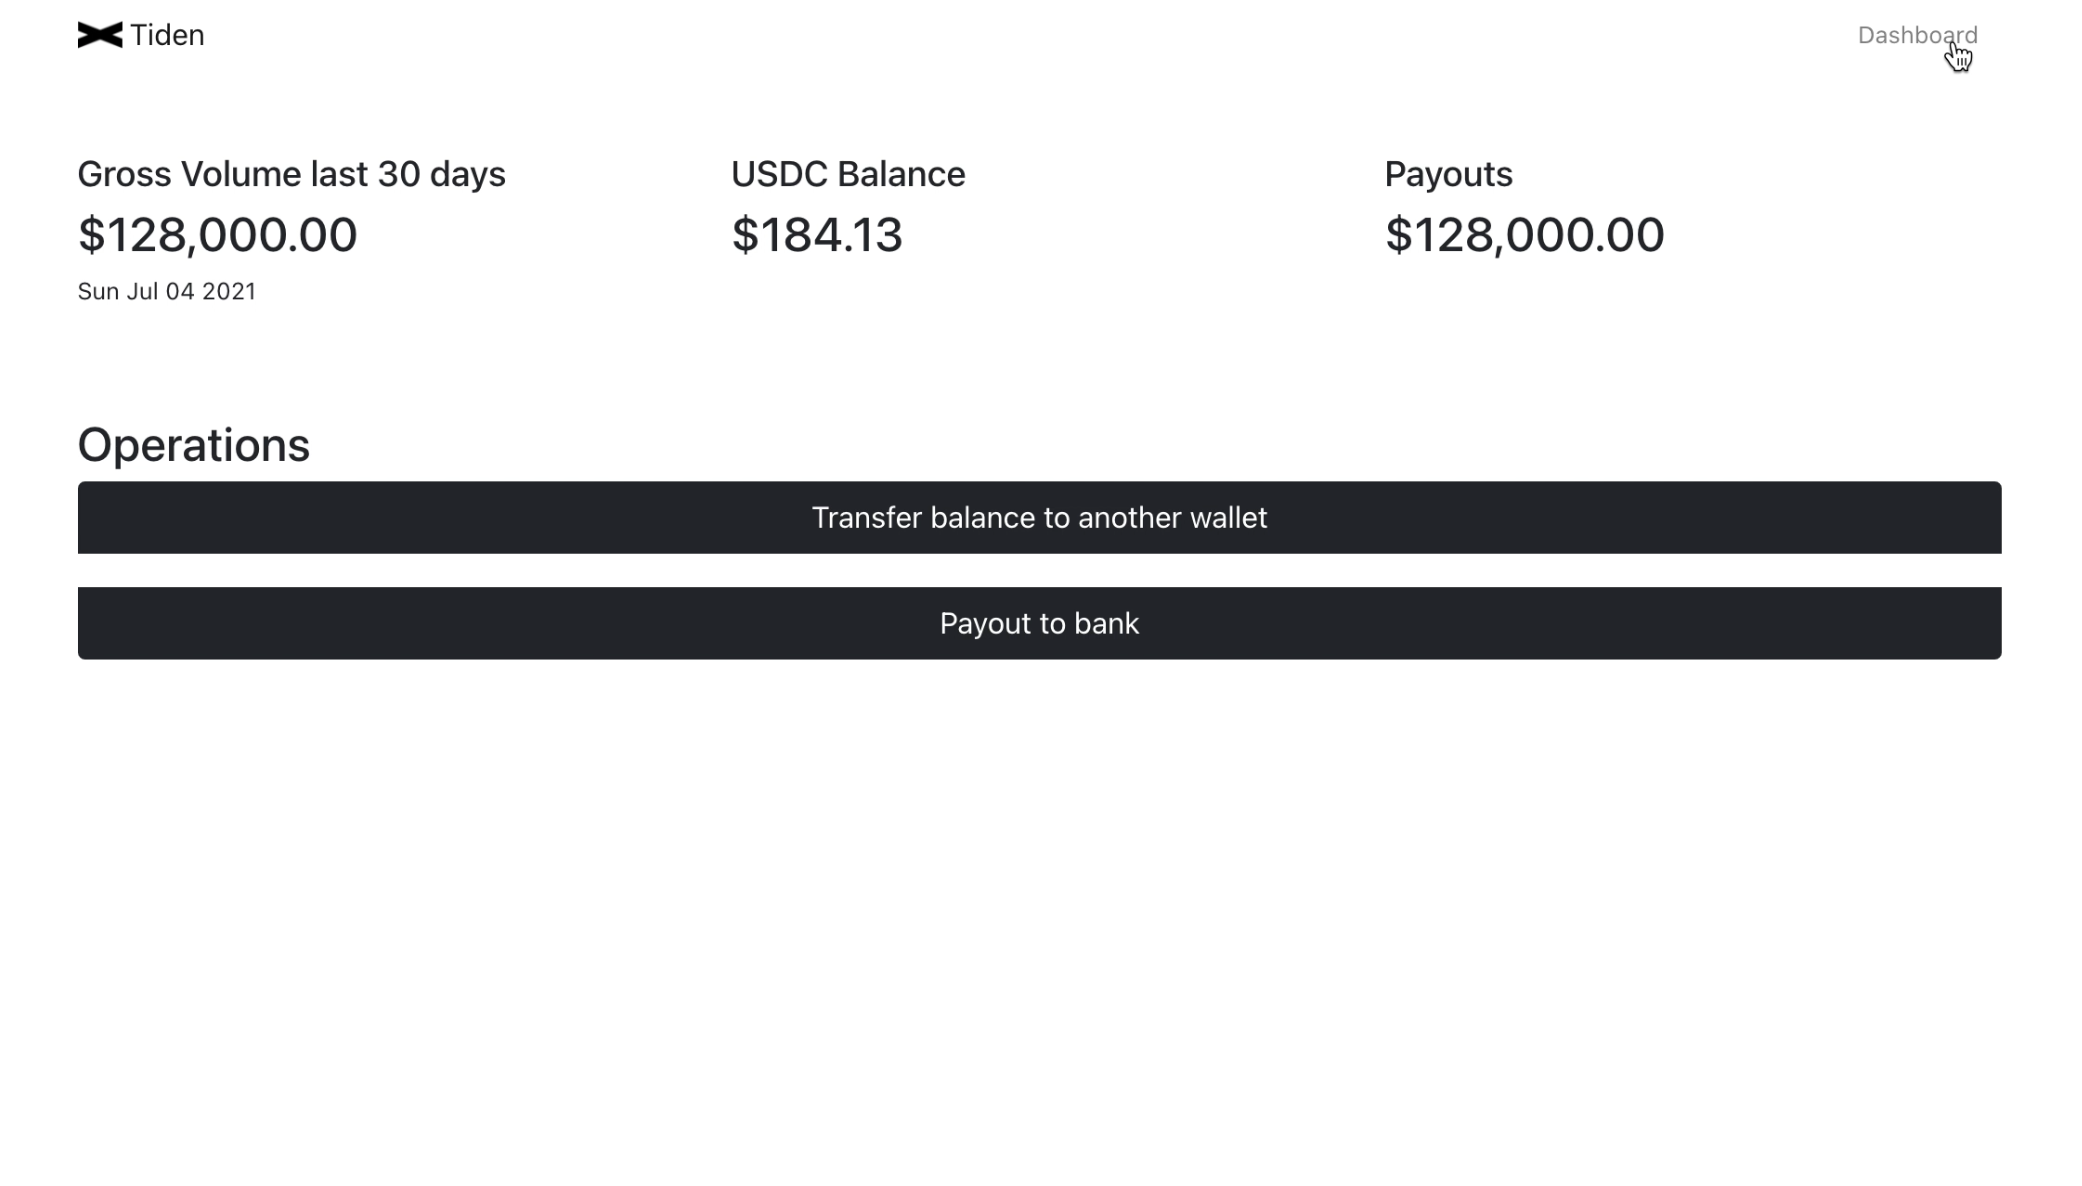 Tiden
Dashboard
Gross Volume last 30 days
$128,000.00
Sun Jul 04 2021
USDC Balance
$184.13
Payouts
$128,000.00
Operations
Transfer balance to another wallet
Payout to bank